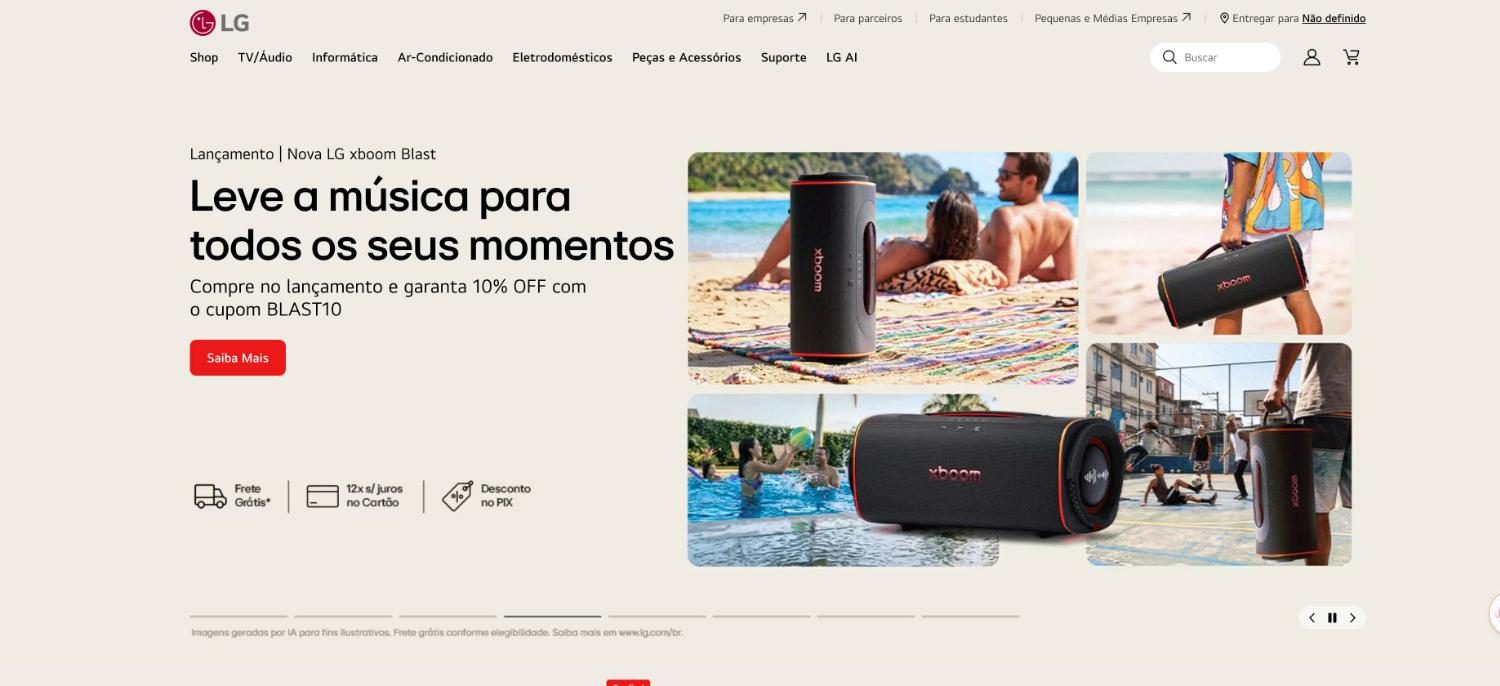 LG
Para empresas
Para parceiros
Para estudantes
Pequenas e Médias Empresas
Entregar para Não definido
Shop
TV/Áudio
Informática
Ar-Condicionado
Eletrodomésticos
Peças e Acessórios
Suporte
LG AI
Buscar
Lançamento | Nova LG xboom Blast
Leve a música para
todos os seus momentos
Compre no lançamento e garanta 10% OFF com
o cupom BLAST10
Saiba Mais
xboom
xboom
xboom
xboom
Frete
Grátis*
12x s/ juros
no Cartão
Desconto
no PIX
Imagens geradas por IA para fins ilustrativos. Frete grátis conforme elegibilidade. Saiba mais em www.lg.com/br.